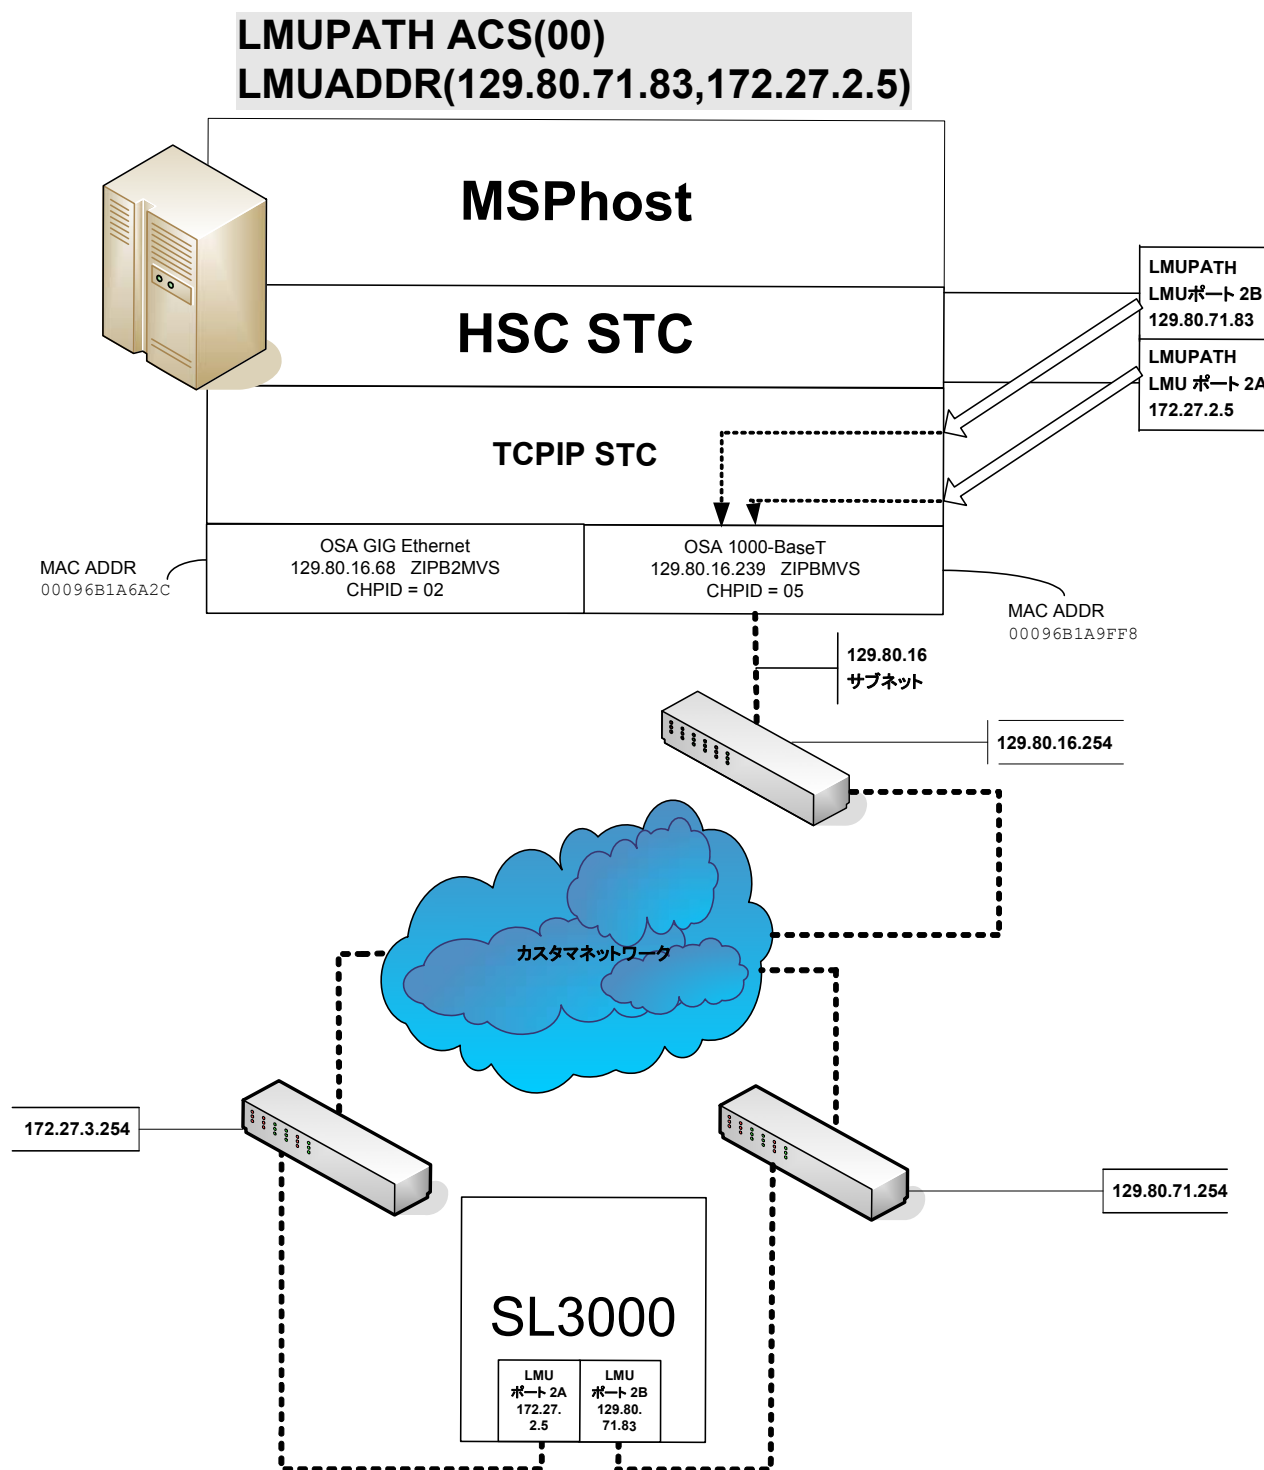 LMUPATH ACS(00)
LMUADDR(129.80.71.83,172.27.2.5)
MSPhost
HSC STC
TCPIP STC
LMUPATH
LMUポート 2B
129.80.71.83
LMUPATH
LMU ポート 2A
172.27.2.5
OSA GIG Ethernet
129.80.16.68 ZIPB2MVS
CHPID = 02
OSA 1000-BaseT
129.80.16.239 ZIPBMVS
CHPID = 05
MAC ADDR
00096B1A6A2C
MAC ADDR
00096B1A9FF8
129.80.16
サブネット
129.80.16.254
カスタマネットワーク
172.27.3.254
129.80.71.254
SL3000
LMU
ポート 2A
172.27.
2.5
LMU
ポート 2B
129.80.
71.83